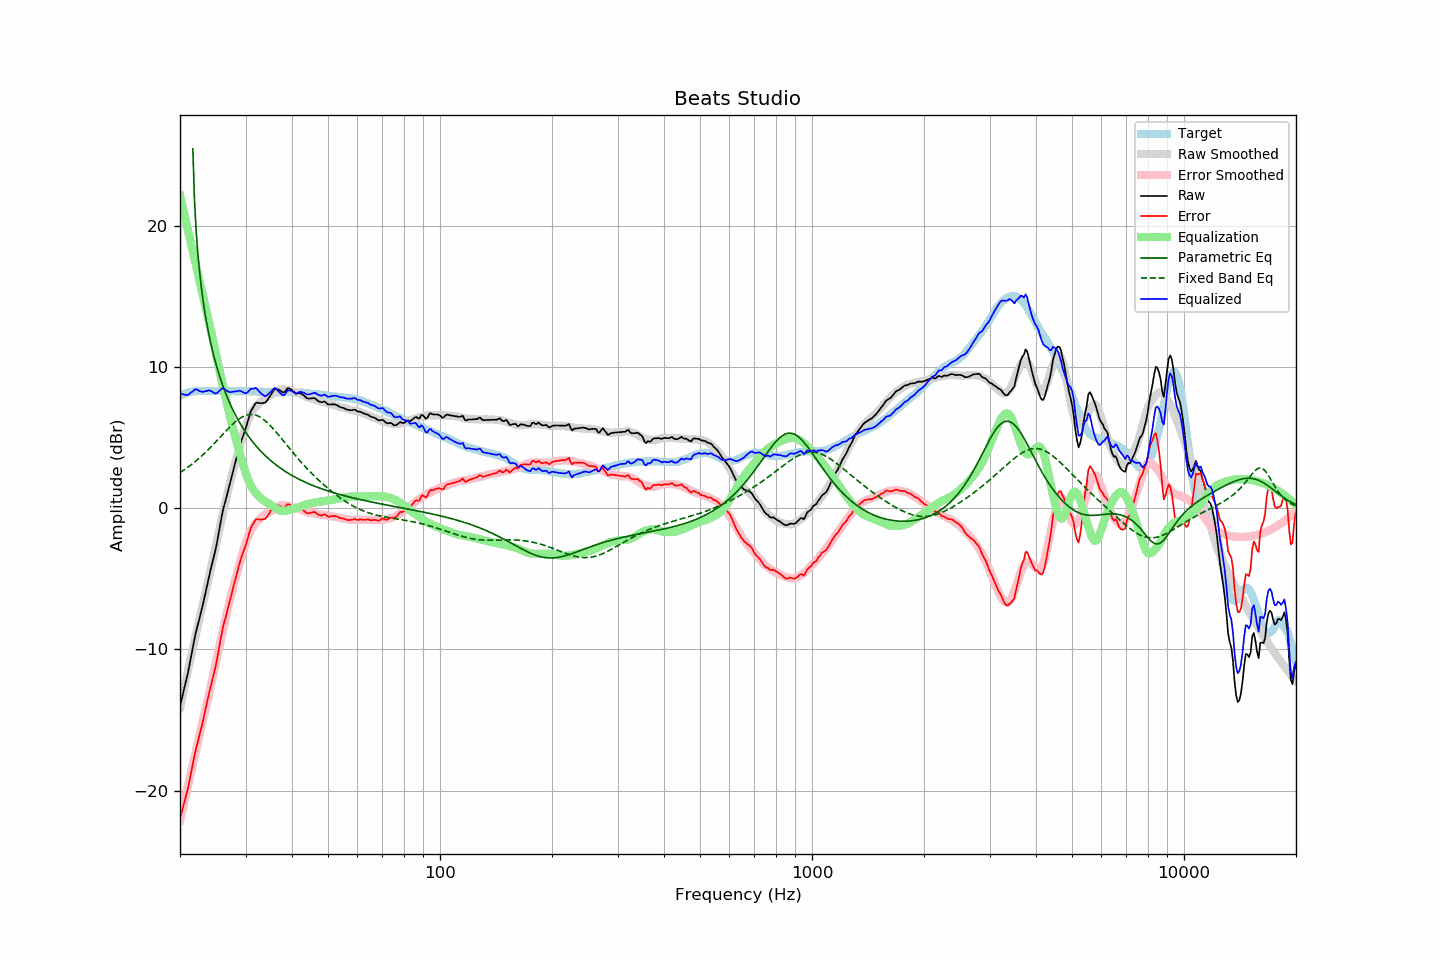 Beats Studio
Target
Raw Smoothed
Error Smoothed
Raw
Error
Equalization
Parametric Eq
Fixed Band Eq
Equalized
Amplitude (dBr)
20
10
0
−10
−20
100
1000
10000
Frequency (Hz)